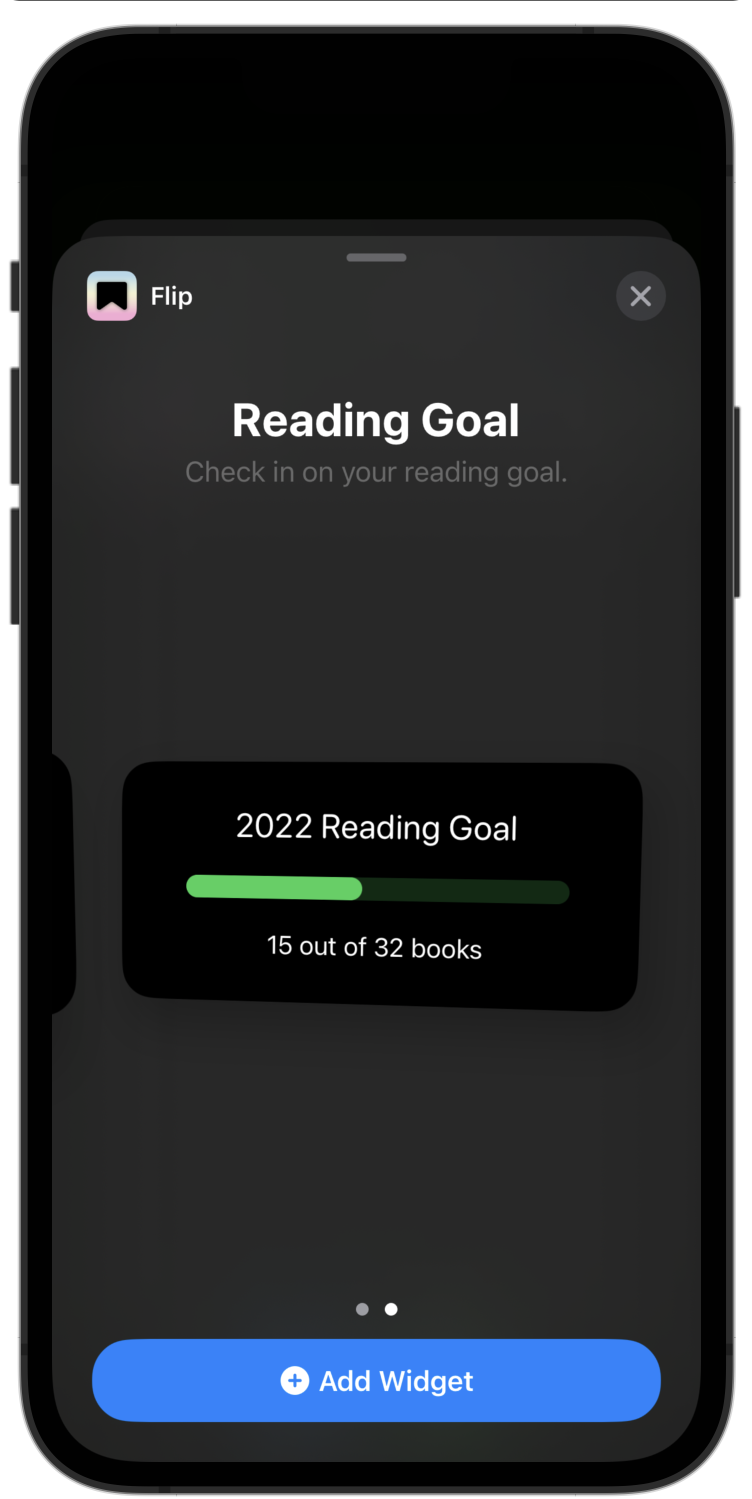 Flip
Reading Goal
Check in on your reading goal.
2022 Reading Goal
15 out of 32 books
Add Widget